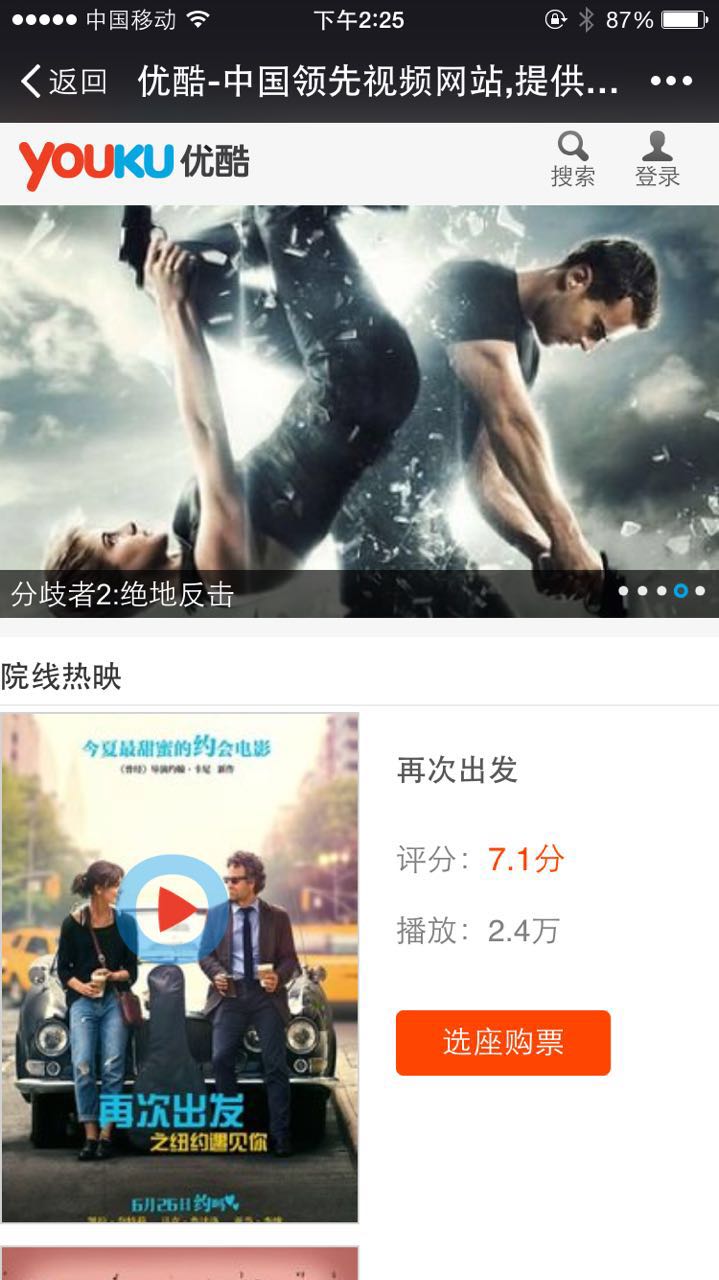 中国移动
下午2:25
87%
返回
优酷-中国领先视频网站,提供...
YOUKU 优酷
搜索
登录
分歧者2:绝地反击
院线热映
今夏最甜蜜的约会电影
《曾经》导演约翰·卡尼 新作
再次出发
之纽约遇见你
6月26日 约吗
再次出发
评分：7.1分
播放：2.4万
选座购票